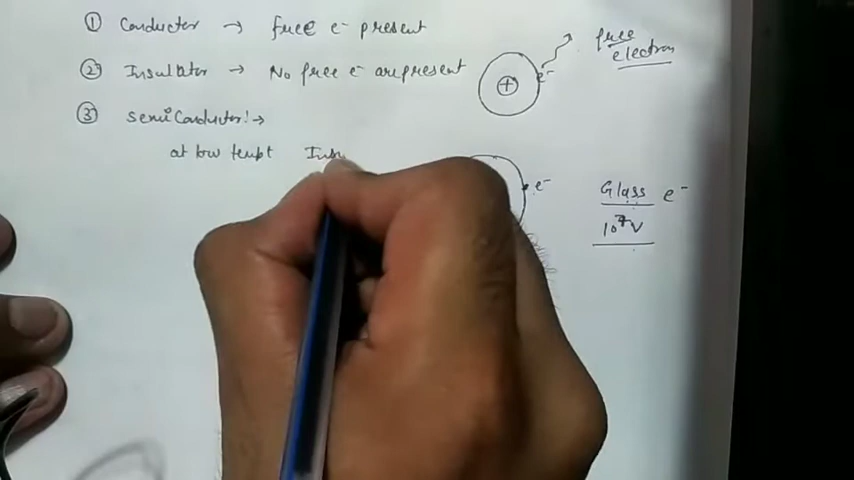 ① Conductor → free e⁻ present
② Insulator → No free e⁻ are present
③ semiConductor! →
at low tempt Insu
+ e⁻
free
electron
e⁻
Glass e⁻
10⁷V